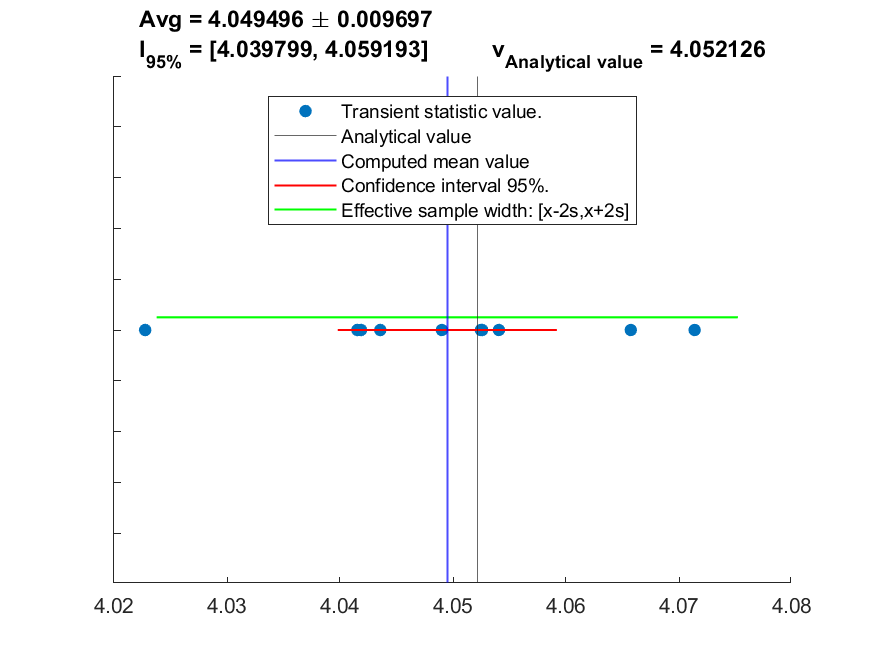 Avg = 4.049496 ± 0.009697
I95% = [4.039799, 4.059193] vAnalytical value = 4.052126
Transient statistic value.
Analytical value
Computed mean value
Confidence interval 95%.
Effective sample width: [x-2s,x+2s]
4.02 4.03 4.04 4.05 4.06 4.07 4.08